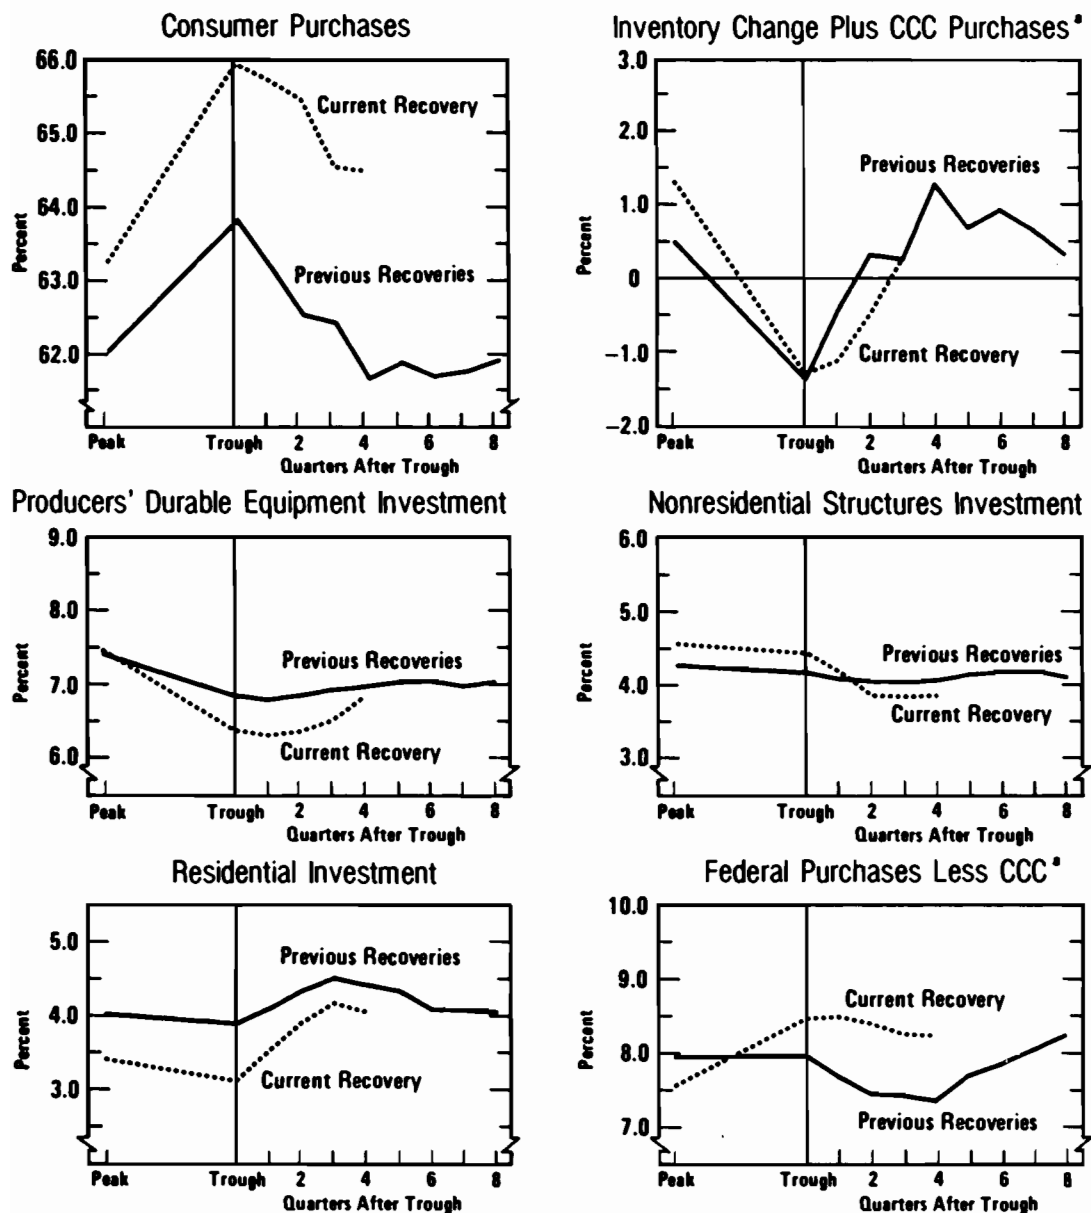 Consumer Purchases
66.0
65.0
64.0
63.0
62.0
Percent
Current Recovery
Previous Recoveries
Peak Trough 2 4 6 8
Quarters After Trough
Inventory Change Plus CCC Purchases a
3.0
2.0
1.0
0
−1.0
−2.0
Percent
Previous Recoveries
Current Recovery
Peak Trough 2 4 6 8
Quarters After Trough
Producers' Durable Equipment Investment
9.0
8.0
7.0
6.0
Percent
Previous Recoveries
Current Recovery
Peak Trough 2 4 6 8
Quarters After Trough
Nonresidential Structures Investment
6.0
5.0
4.0
3.0
Percent
Previous Recoveries
Current Recovery
Peak Trough 2 4 6 8
Quarters After Trough
Residential Investment
5.0
4.0
3.0
Percent
Previous Recoveries
Current Recovery
Peak Trough 2 4 6 8
Quarters After Trough
Federal Purchases Less CCC a
10.0
9.0
8.0
7.0
Percent
Current Recovery
Previous Recoveries
Peak Trough 2 4 6 8
Quarters After Trough